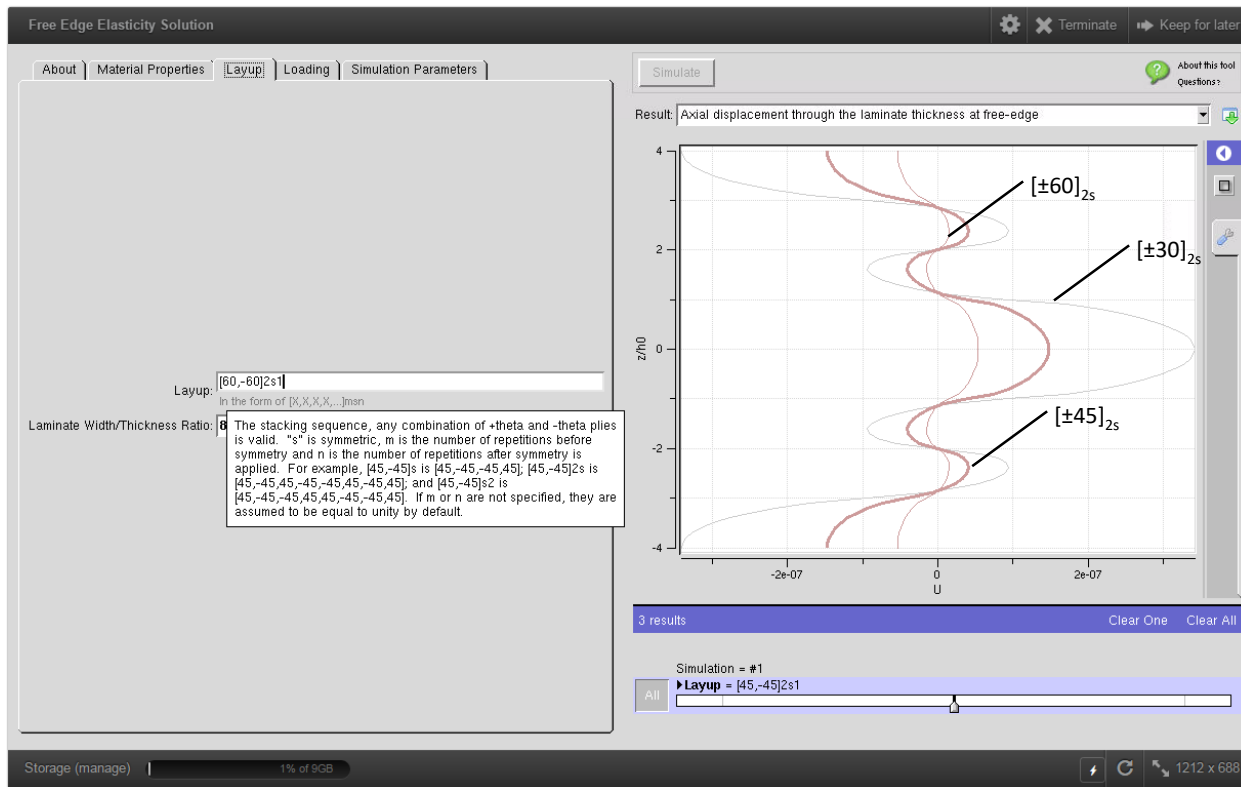 Free Edge Elasticity Solution
Terminate
Keep for later
About
Material Properties
Layup
Loading
Simulation Parameters
Layup:
[60,-60]2s1
In the form of [X,X,X,X,...]msn
Laminate Width/Thickness Ratio:
8
The stacking sequence, any combination of +theta and -theta plies
is valid. "s" is symmetric, m is the number of repetitions before
symmetry and n is the number of repetitions after symmetry is
applied. For example, [45,-45]s is [45,-45,-45,45]; [45,-45]2s is
[45,-45,45,-45,-45,45,-45,45]; and [45,-45]s2 is
[45,-45,-45,45,45,-45,-45,45]. If m or n are not specified, they are
assumed to be equal to unity by default.
Simulate
?
About this tool
Questions?
Result:
Axial displacement through the laminate thickness at free-edge
4
2
0
-2
-4
z/h0
[±60]2s
[±30]2s
[±45]2s
-2e-07
0
2e-07
U
3 results
Clear One
Clear All
Simulation = #1
All
Layup = [45,-45]2s1
Storage (manage)
1% of 9GB
1212 x 688